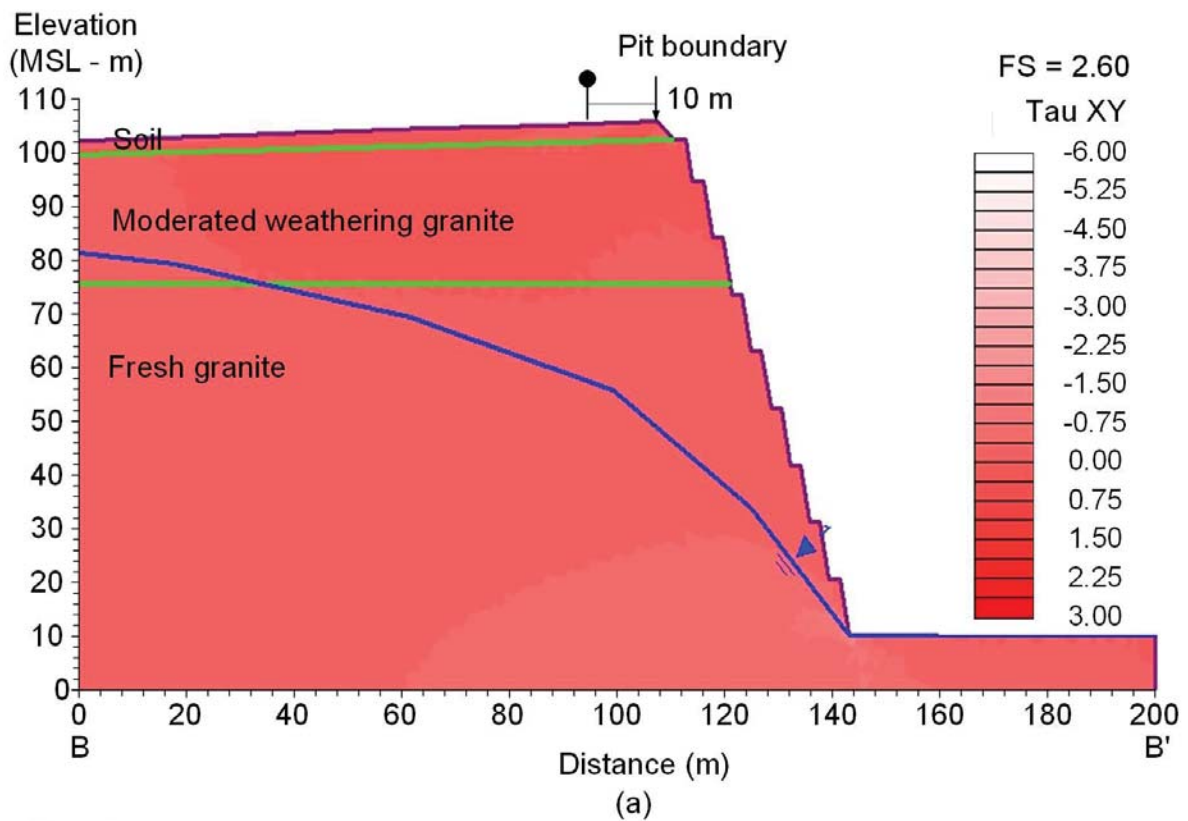 Elevation
(MSL - m)
Pit boundary
10 m
FS = 2.60
Tau XY
-6.00
-5.25
-4.50
-3.75
-3.00
-2.25
-1.50
-0.75
0.00
0.75
1.50
2.25
3.00
110
100
90
80
70
60
50
40
30
20
10
0
Soil
Moderated weathering granite
Fresh granite
0 20 40 60 80 100 120 140 160 180 200
B B'
Distance (m)
(a)